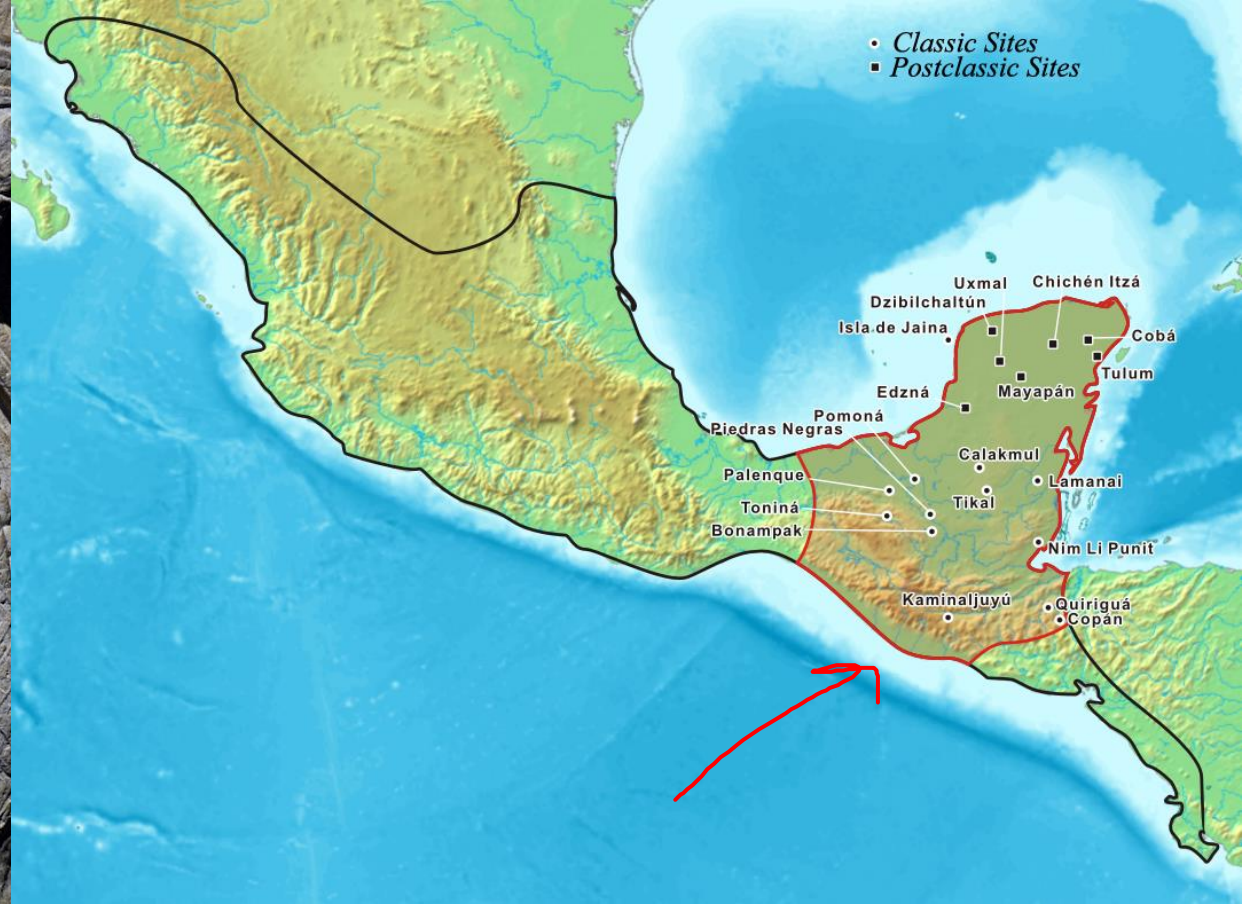 Classic Sites
Postclassic Sites
Uxmal
Chichén Itzá
Dzibilchaltún
Isla de Jaina
Cobá
Tulum
Edzná
Mayapán
Pomoná
Piedras Negras
Calakmul
Palenque
Lamanai
Tikal
Toniná
Bonampak
Nim Li Punit
Kaminaljuyú
Quiriguá
Copán